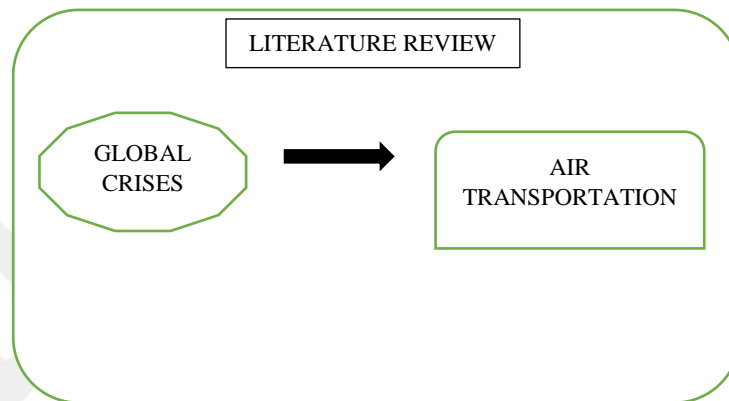 LITERATURE REVIEW
GLOBAL
CRISES
AIR
TRANSPORTATION